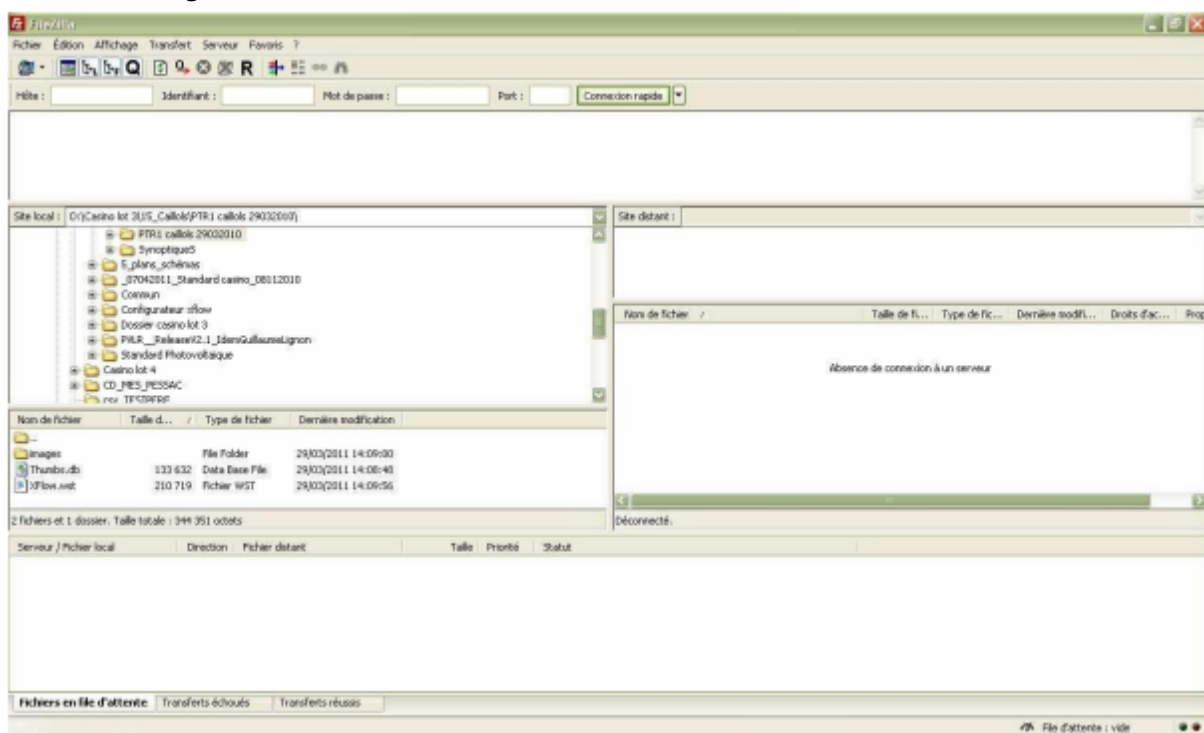 FileZilla
Fichier Édition Affichage Transfert Serveur Favoris ?
Hôte : Identifiant : Mot de passe : Port : Connexion rapide
Site local : D:\Casino lot 3\US_Caillols\PTR1 caillols 29032010\
Site distant :
PTR1 caillols 29032010
Synoptique5
5_plans_schémas
_07042011_Standard casino_08112010
Commun
Configurateur xflow
Dossier casino lot 3
PVLR__ReleaseV2.1_IdemGuillaumeLignon
Standard Photovoltaique
Casino lot 4
CD_MES_PESSAC
Nom de fichier Taille de fi... Type de fic... Dernière modifi... Droits d'ac... Prop
Absence de connexion à un serveur
Nom de fichier Taille d... Type de fichier Dernière modification
..
images File Folder 29/03/2011 14:09:00
Thumbs.db 133 632 Data Base File 29/03/2011 14:08:48
XFlow.wst 210 719 Fichier WST 29/03/2011 14:09:56
2 fichiers et 1 dossier. Taille totale : 344 351 octets
Déconnecté.
Serveur / Fichier local Direction Fichier distant Taille Priorité Statut
Fichiers en file d'attente Transferts échoués Transferts réussis
File d'attente : vide